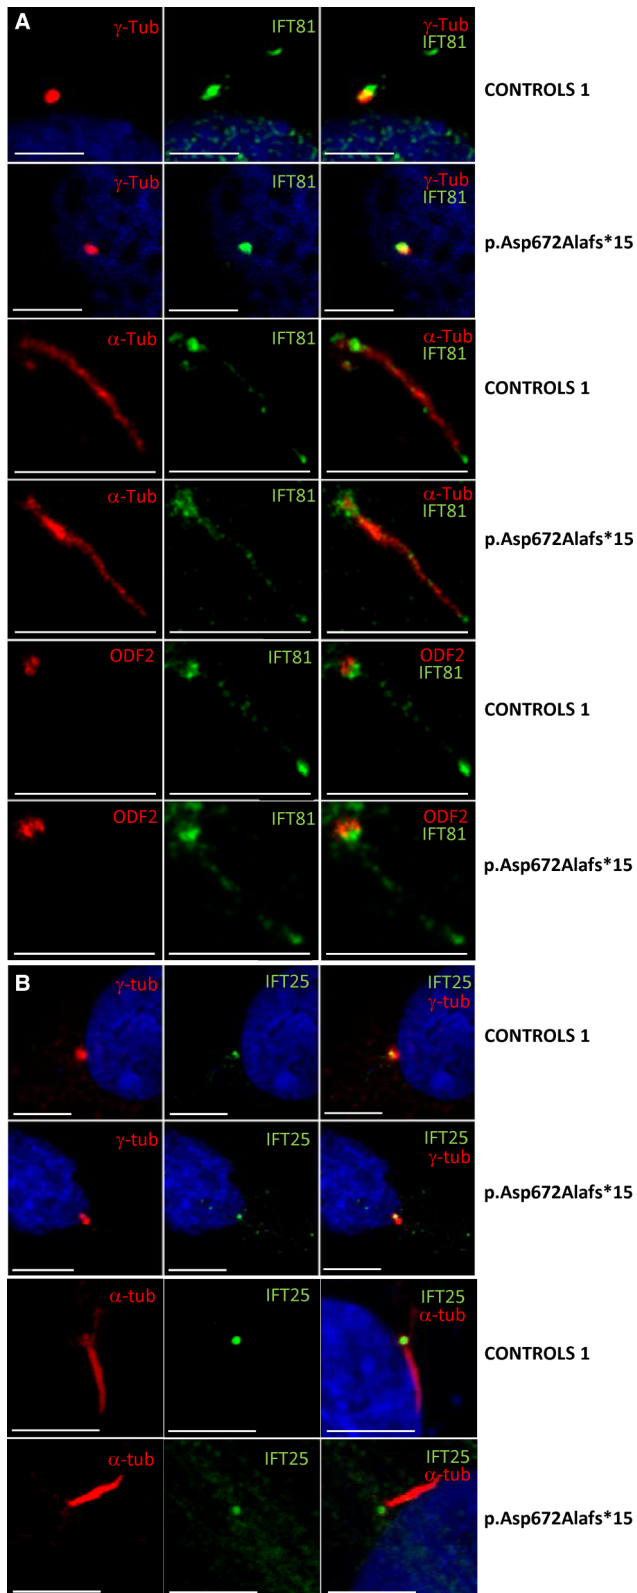 A
γ-Tub
IFT81
γ-Tub
IFT81
CONTROLS 1
γ-Tub
IFT81
γ-Tub
IFT81
p.Asp672Alafs*15
α-Tub
IFT81
α-Tub
IFT81
CONTROLS 1
α-Tub
IFT81
α-Tub
IFT81
p.Asp672Alafs*15
ODF2
IFT81
ODF2
IFT81
CONTROLS 1
ODF2
IFT81
ODF2
IFT81
p.Asp672Alafs*15
B
γ-tub
IFT25
IFT25
γ-tub
CONTROLS 1
γ-tub
IFT25
IFT25
γ-tub
p.Asp672Alafs*15
α-tub
IFT25
IFT25
α-tub
CONTROLS 1
α-tub
IFT25
IFT25
α-tub
p.Asp672Alafs*15